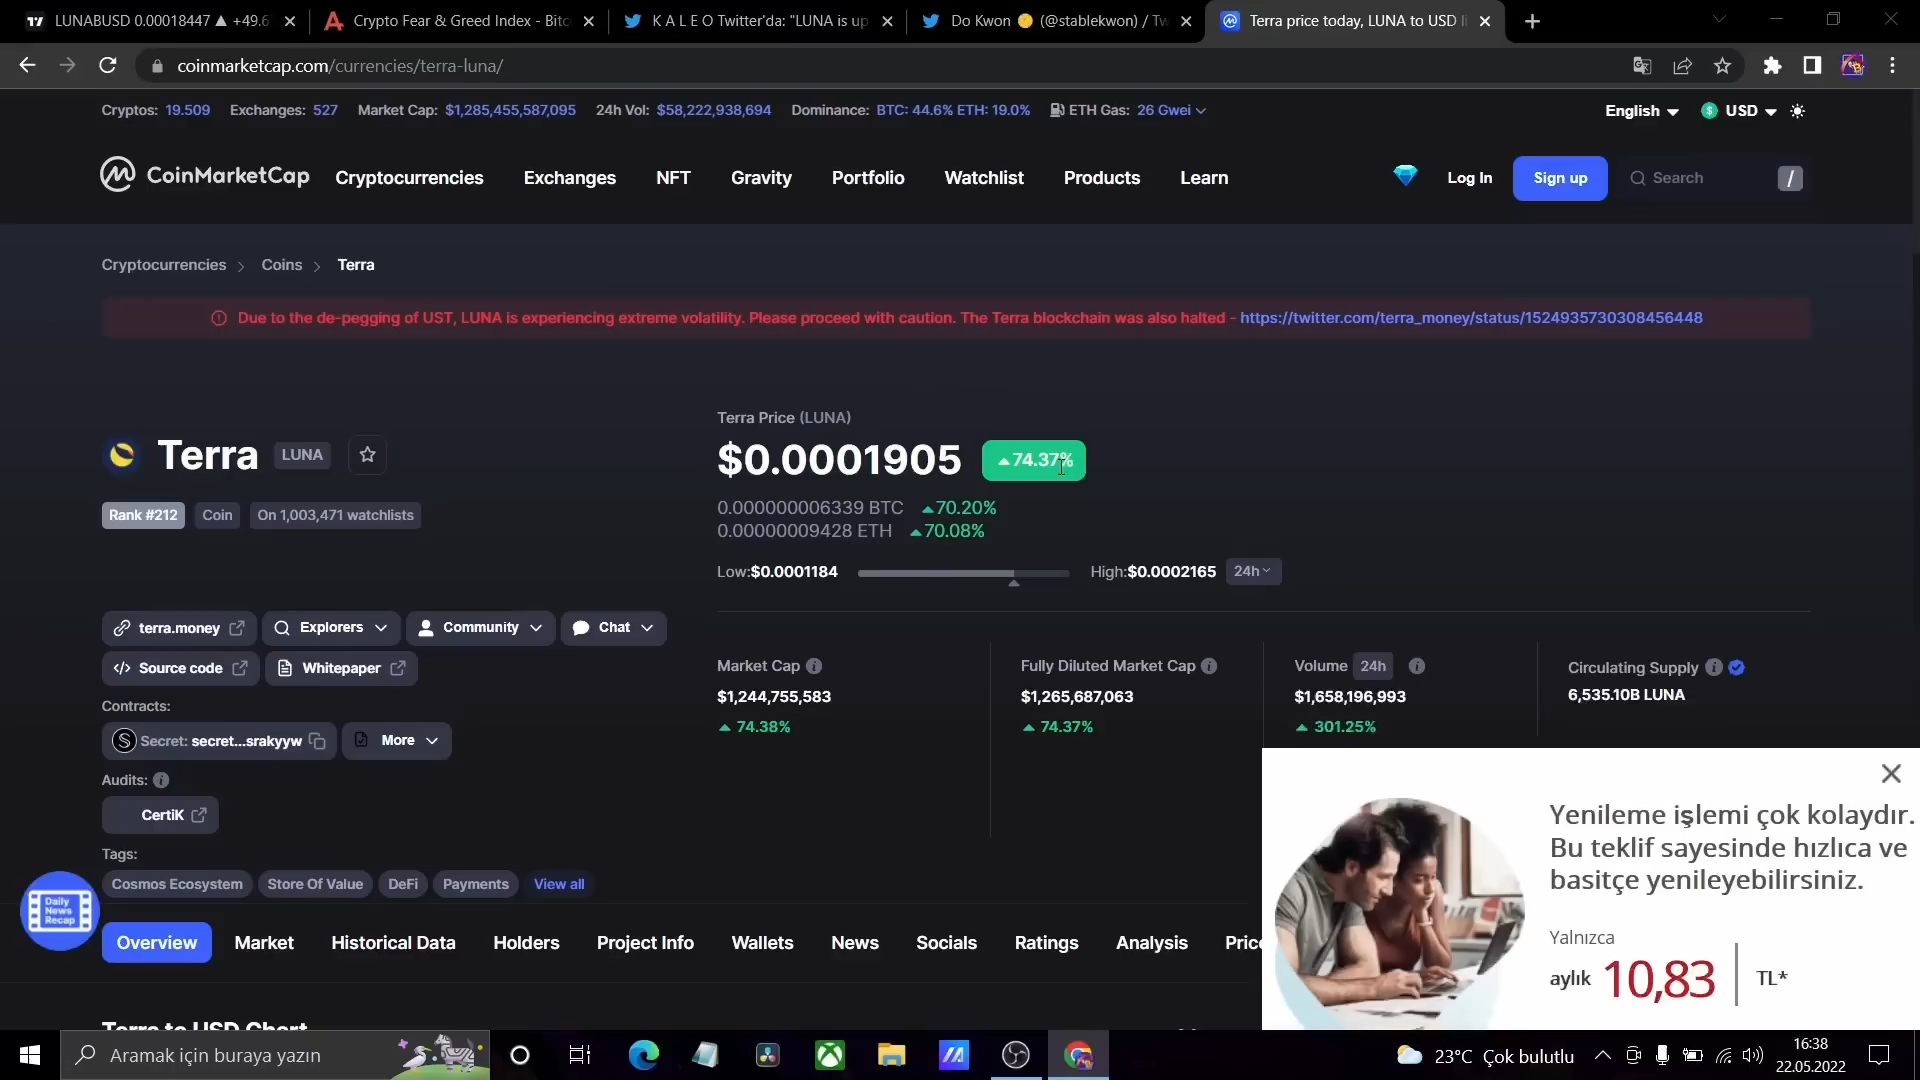 LUNABUSD 0.00018447 ▲ +49.6
Crypto Fear & Greed Index - Bitc
K A L E O Twitter'da: "LUNA is up
Do Kwon 🌕 (@stablekwon) / Tw
Terra price today, LUNA to USD li
coinmarketcap.com/currencies/terra-luna/
Cryptos: 19.509 Exchanges: 527 Market Cap: $1,285,455,587,095 24h Vol: $58,222,938,694 Dominance: BTC: 44.6% ETH: 19.0% ETH Gas: 26 Gwei
English USD
CoinMarketCap Cryptocurrencies Exchanges NFT Gravity Portfolio Watchlist Products Learn Log In Sign up Search /
Cryptocurrencies > Coins > Terra
Due to the de-pegging of UST, LUNA is experiencing extreme volatility. Please proceed with caution. The Terra blockchain was also halted - https://twitter.com/terra_money/status/1524935730308456448
Terra LUNA
Rank #212 Coin On 1,003,471 watchlists
Terra Price (LUNA)
$0.0001905 ▲74.37%
0.000000006339 BTC ▲70.20%
0.00000009428 ETH ▲70.08%
Low:$0.0001184 High:$0.0002165 24h
terra.money Explorers Community Chat
Source code Whitepaper
Contracts:
Secret: secret...srakyyw More
Audits:
CertiK
Tags:
Cosmos Ecosystem Store Of Value DeFi Payments View all
Market Cap
$1,244,755,583
▲ 74.38%
Fully Diluted Market Cap
$1,265,687,063
▲ 74.37%
Volume 24h
$1,658,196,993
▲ 301.25%
Circulating Supply
6,535.10B LUNA
Daily
News
Recap
Overview Market Historical Data Holders Project Info Wallets News Socials Ratings Analysis Pric
Terra to USD Chart
Yenileme işlemi çok kolaydır.
Bu teklif sayesinde hızlıca ve
basitçe yenileyebilirsiniz.
Yalnızca
aylık 10,83 TL*
Aramak için buraya yazın
23°C Çok bulutlu
16:38
22.05.2022